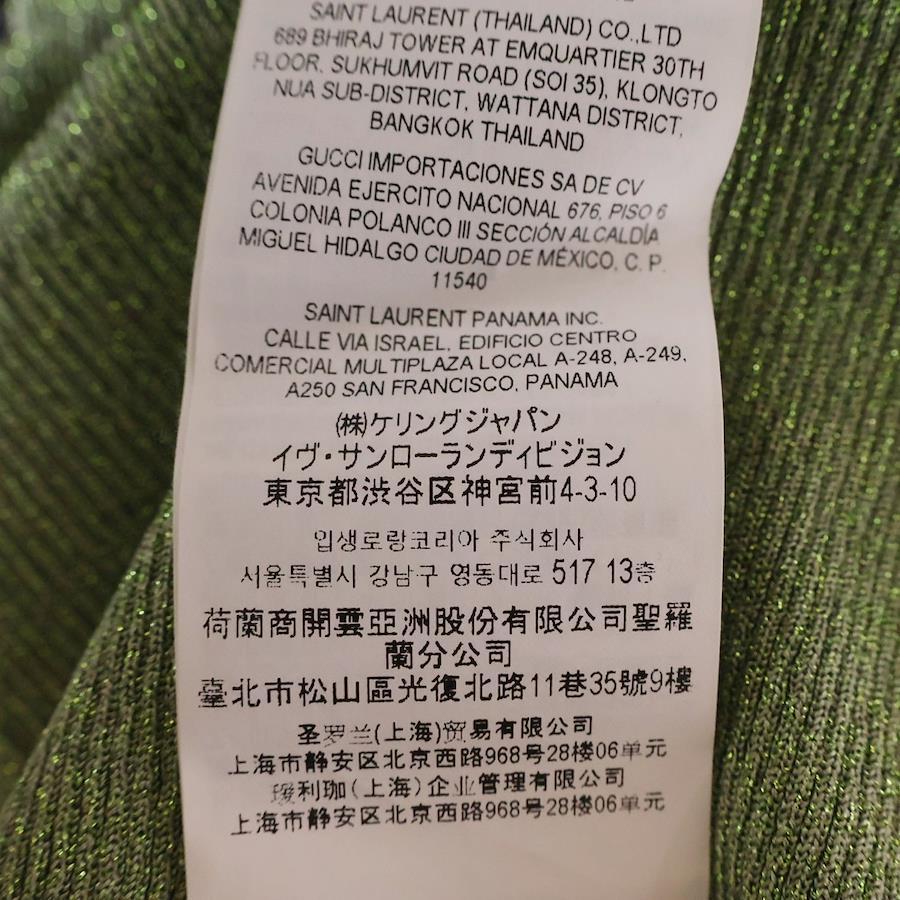 SAINT LAURENT (THAILAND) CO.,LTD
689 BHIRAJ TOWER AT EMQUARTIER 30TH
FLOOR, SUKHUMVIT ROAD (SOI 35), KLONGTO
NUA SUB-DISTRICT, WATTANA DISTRICT,
BANGKOK THAILAND
GUCCI IMPORTACIONES SA DE CV
AVENIDA EJERCITO NACIONAL 676, PISO 6
COLONIA POLANCO III SECCIÓN ALCALDÍA
MIGUEL HIDALGO CIUDAD DE MÉXICO, C. P.
11540
SAINT LAURENT PANAMA INC.
CALLE VIA ISRAEL, EDIFICIO CENTRO
COMERCIAL MULTIPLAZA LOCAL A-248, A-249,
A250 SAN FRANCISCO, PANAMA
(株)ケリングジャパン
イヴ・サンローランディビジョン
東京都渋谷区神宮前4-3-10
입생로랑코리아 주식회사
서울특별시 강남구 영동대로 517 13층
荷蘭商開雲亞洲股份有限公司聖羅
蘭分公司
臺北市松山區光復北路11巷35號9樓
圣罗兰(上海)贸易有限公司
上海市静安区北京西路968号28楼06单元
瑷利珈(上海)企业管理有限公司
上海市静安区北京西路968号28楼06单元